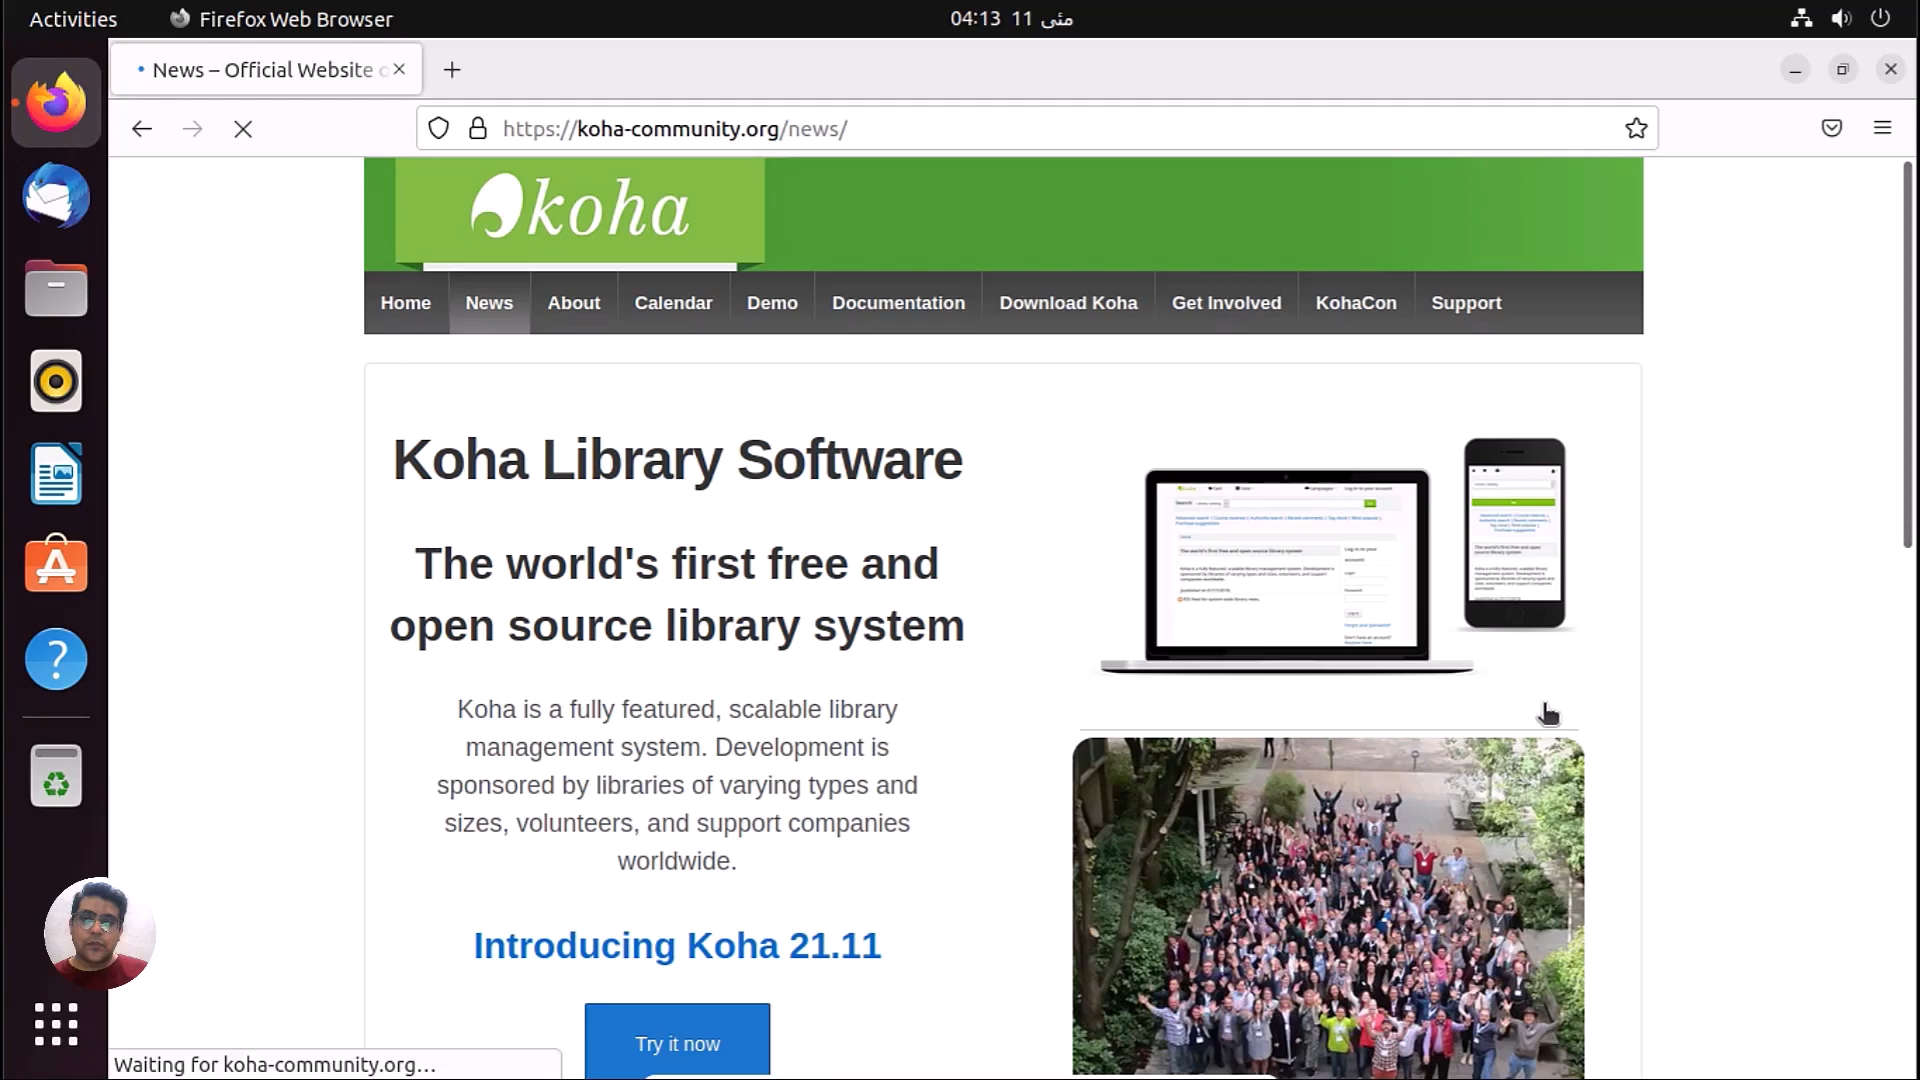 Activities
Firefox Web Browser
04:13 11 مئی
News – Official Website o
https://koha-community.org/news/
koha
Home
News
About
Calendar
Demo
Documentation
Download Koha
Get Involved
KohaCon
Support
Koha Library Software
The world's first free and
open source library system
Koha is a fully featured, scalable library
management system. Development is
sponsored by libraries of varying types and
sizes, volunteers, and support companies
worldwide.
Introducing Koha 21.11
Try it now
Waiting for koha-community.org…